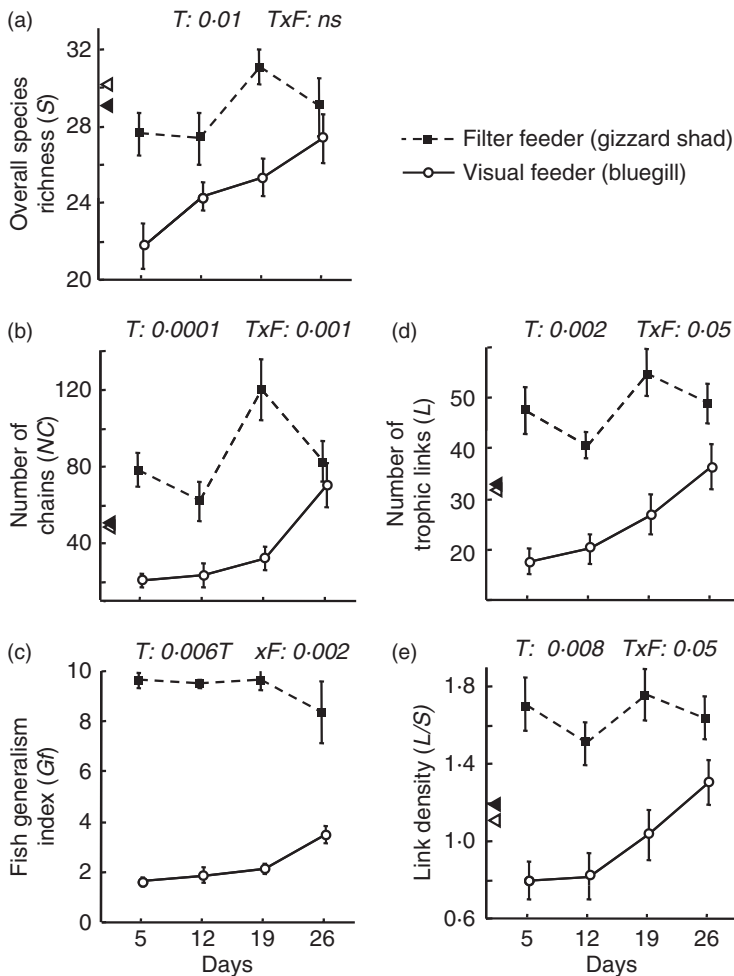 (a)
T: 0·01 TxF: ns
32
28
24
20
Overall species
richness (S)
Filter feeder (gizzard shad)
Visual feeder (bluegill)
(b)
T: 0·0001 TxF: 0·001
120
80
40
Number of
chains (NC)
(d)
T: 0·002 TxF: 0·05
50
40
30
20
Number of
trophic links (L)
(c)
T: 0·006T xF: 0·002
10
8
6
4
2
0
Fish generalism
index (Gf)
5 12 19 26
Days
(e)
T: 0·008 TxF: 0·05
1·8
1·4
1·0
0·6
Link density (L/S)
5 12 19 26
Days